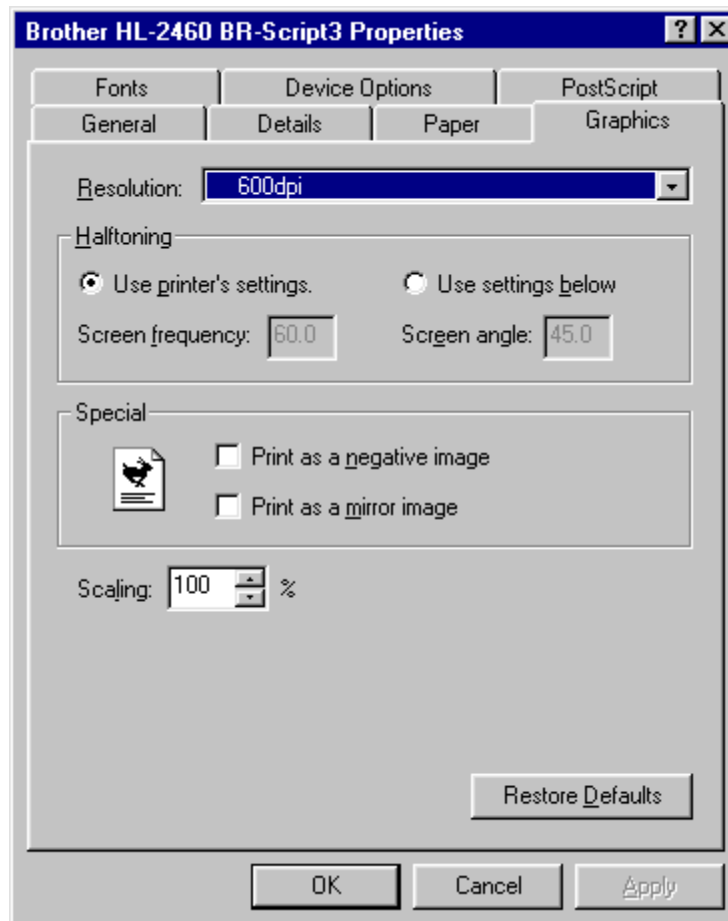 Brother HL-2460 BR-Script3 Properties ? ×
Fonts Device Options PostScript
General Details Paper Graphics
Resolution: 600dpi
Halftoning
Use printer's settings. Use settings below
Screen frequency: 60.0 Screen angle: 45.0
Special
Print as a negative image
Print as a mirror image
Scaling: 100 %
Restore Defaults
OK Cancel Apply